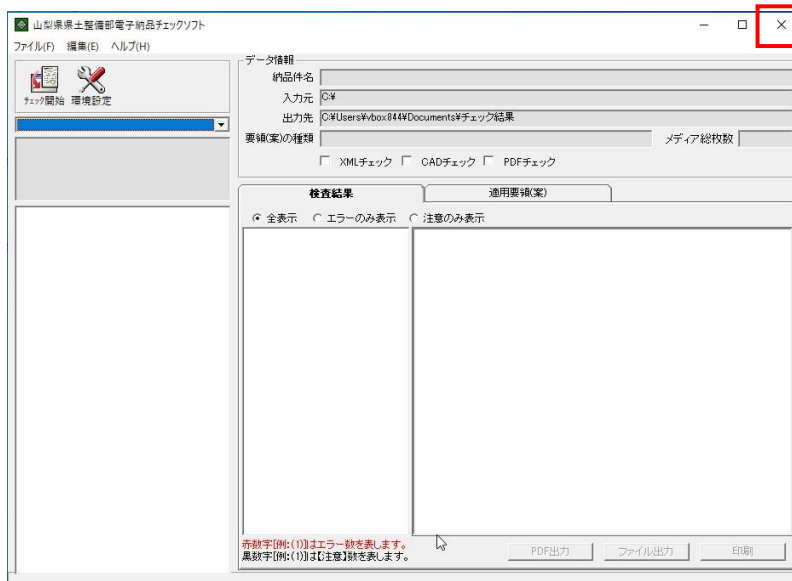 山梨県県土整備部電子納品チェックソフト
ファイル(F) 編集(E) ヘルプ(H)
チェック開始 環境設定
データ情報
納品件名
入力元 C:¥
出力先 C:¥Users¥vbox844¥Documents¥チェック結果
要領(案)の種類 メディア総枚数
XMLチェック CADチェック PDFチェック
検査結果 適用要領(案)
全表示 エラーのみ表示 注意のみ表示
赤数字[例:(1)]はエラー数を表します。
黒数字[例:(1)]は【注意】数を表します。
PDF出力 ファイル出力 印刷